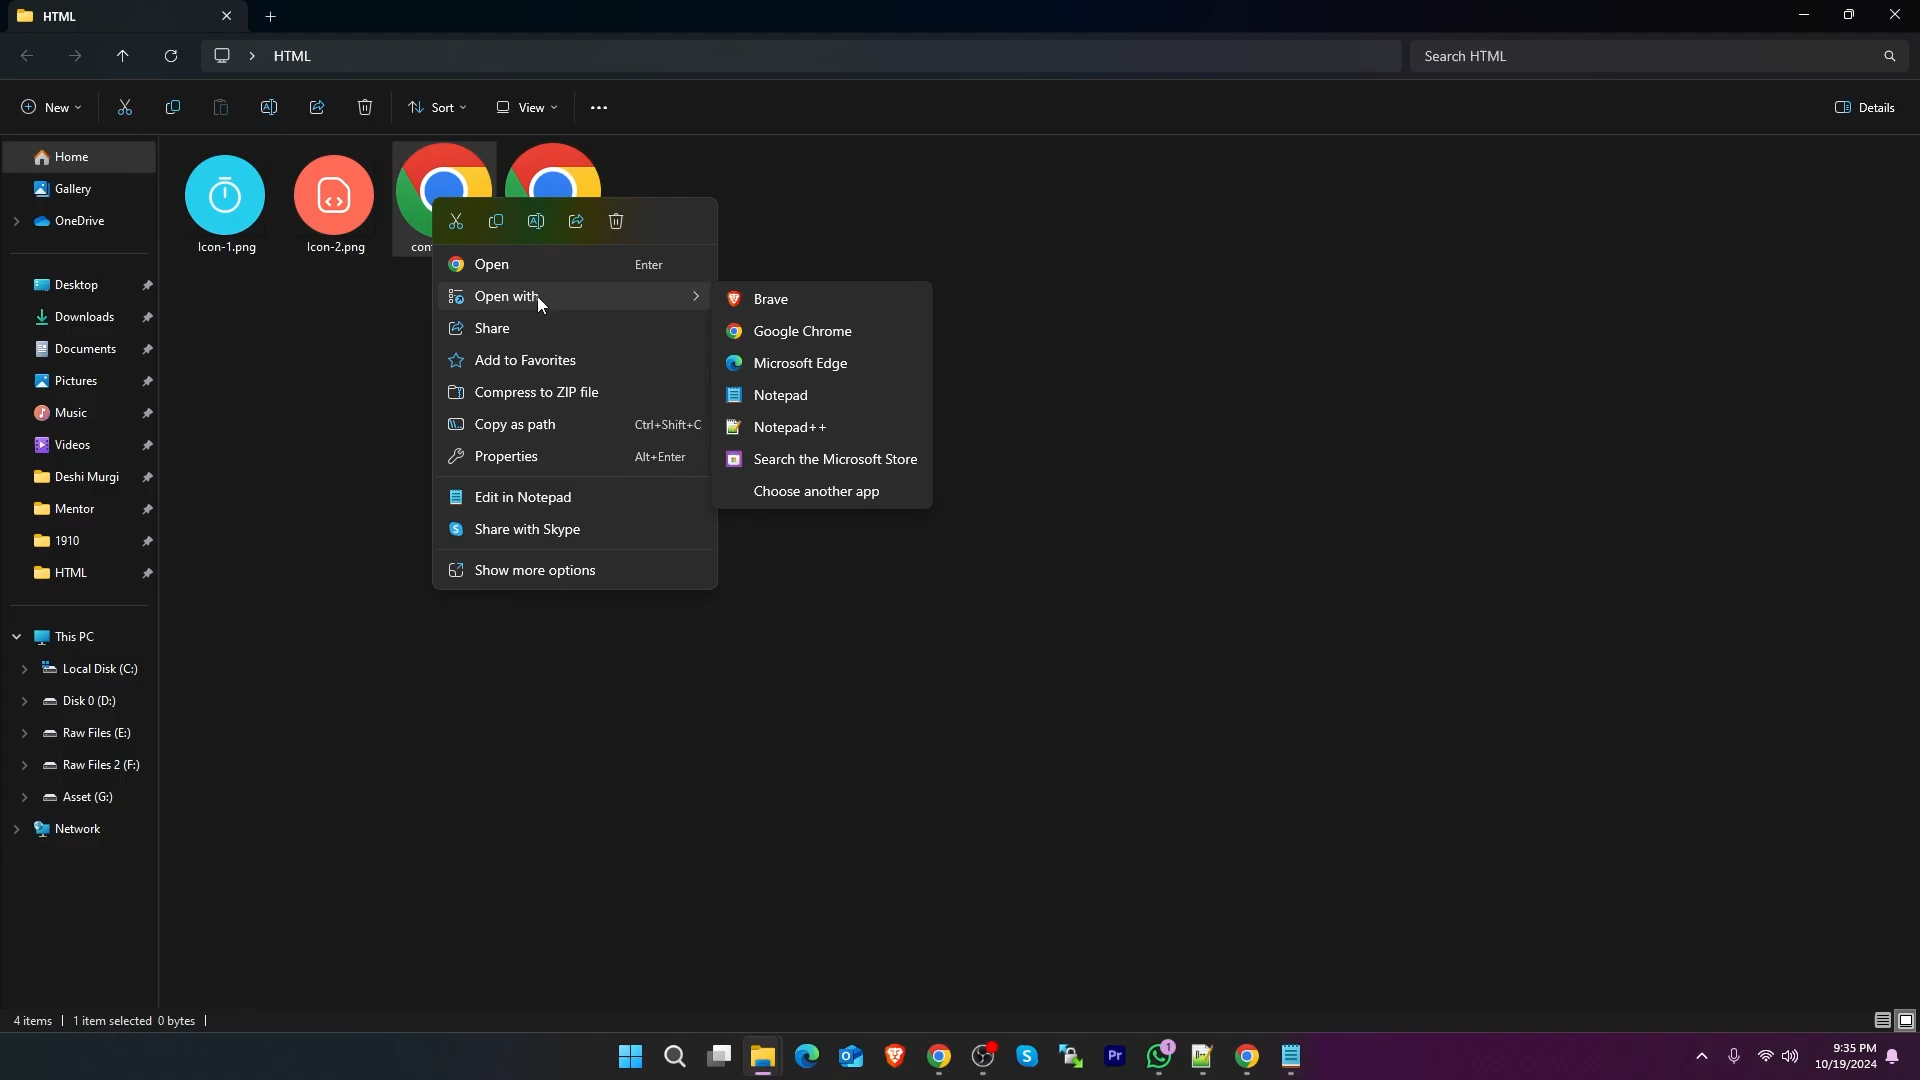 HTML
HTML
Search HTML
New
Sort
View
Details
Home
Gallery
OneDrive
Desktop
Downloads
Documents
Pictures
Music
Videos
Deshi Murgi
Mentor
1910
HTML
This PC
Local Disk (C:)
Disk 0 (D:)
Raw Files (E:)
Raw Files 2 (F:)
Asset (G:)
Network
Icon-1.png
Icon-2.png
Open Enter
Open with
Share
Add to Favorites
Compress to ZIP file
Copy as path Ctrl+Shift+C
Properties Alt+Enter
Edit in Notepad
Share with Skype
Show more options
Brave
Google Chrome
Microsoft Edge
Notepad
Notepad++
Search the Microsoft Store
Choose another app
4 items
1 item selected 0 bytes
Pr
1
9:35 PM
10/19/2024